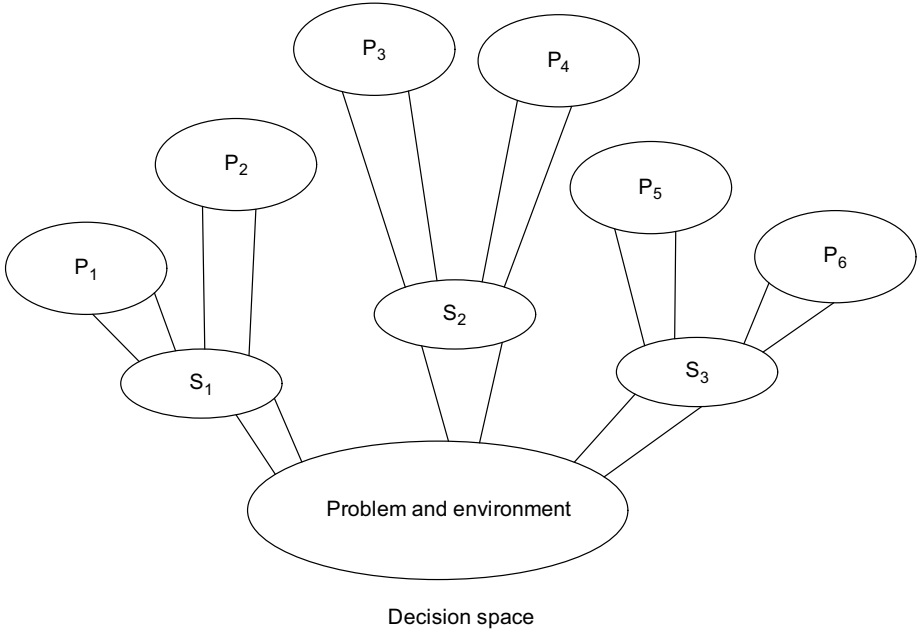 P₃
P₄
P₂
P₅
P₁
P₆
S₂
S₁
S₃
Problem and environment
Decision space